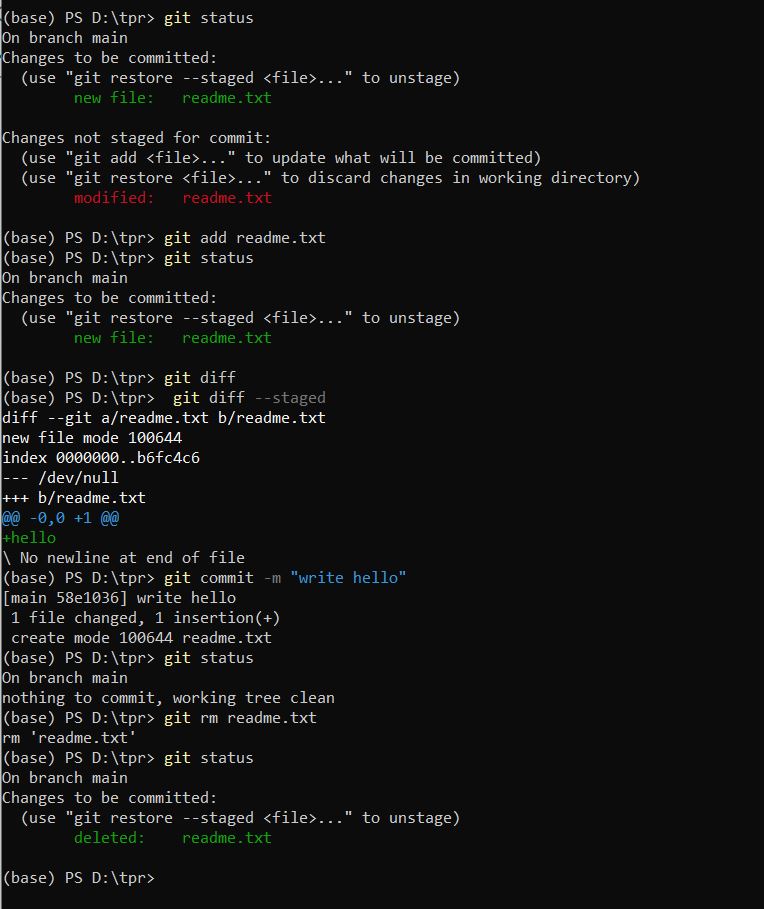 (base) PS D:\tpr> git status
On branch main
Changes to be committed:
  (use "git restore --staged <file>..." to unstage)
        new file:   readme.txt

Changes not staged for commit:
  (use "git add <file>..." to update what will be committed)
  (use "git restore <file>..." to discard changes in working directory)
        modified:   readme.txt

(base) PS D:\tpr> git add readme.txt
(base) PS D:\tpr> git status
On branch main
Changes to be committed:
  (use "git restore --staged <file>..." to unstage)
        new file:   readme.txt

(base) PS D:\tpr> git diff
(base) PS D:\tpr>  git diff --staged
diff --git a/readme.txt b/readme.txt
new file mode 100644
index 0000000..b6fc4c6
--- /dev/null
+++ b/readme.txt
@@ -0,0 +1 @@
+hello
\ No newline at end of file
(base) PS D:\tpr> git commit -m "write hello"
[main 58e1036] write hello
 1 file changed, 1 insertion(+)
 create mode 100644 readme.txt
(base) PS D:\tpr> git status
On branch main
nothing to commit, working tree clean
(base) PS D:\tpr> git rm readme.txt
rm 'readme.txt'
(base) PS D:\tpr> git status
On branch main
Changes to be committed:
  (use "git restore --staged <file>..." to unstage)
        deleted:    readme.txt

(base) PS D:\tpr>